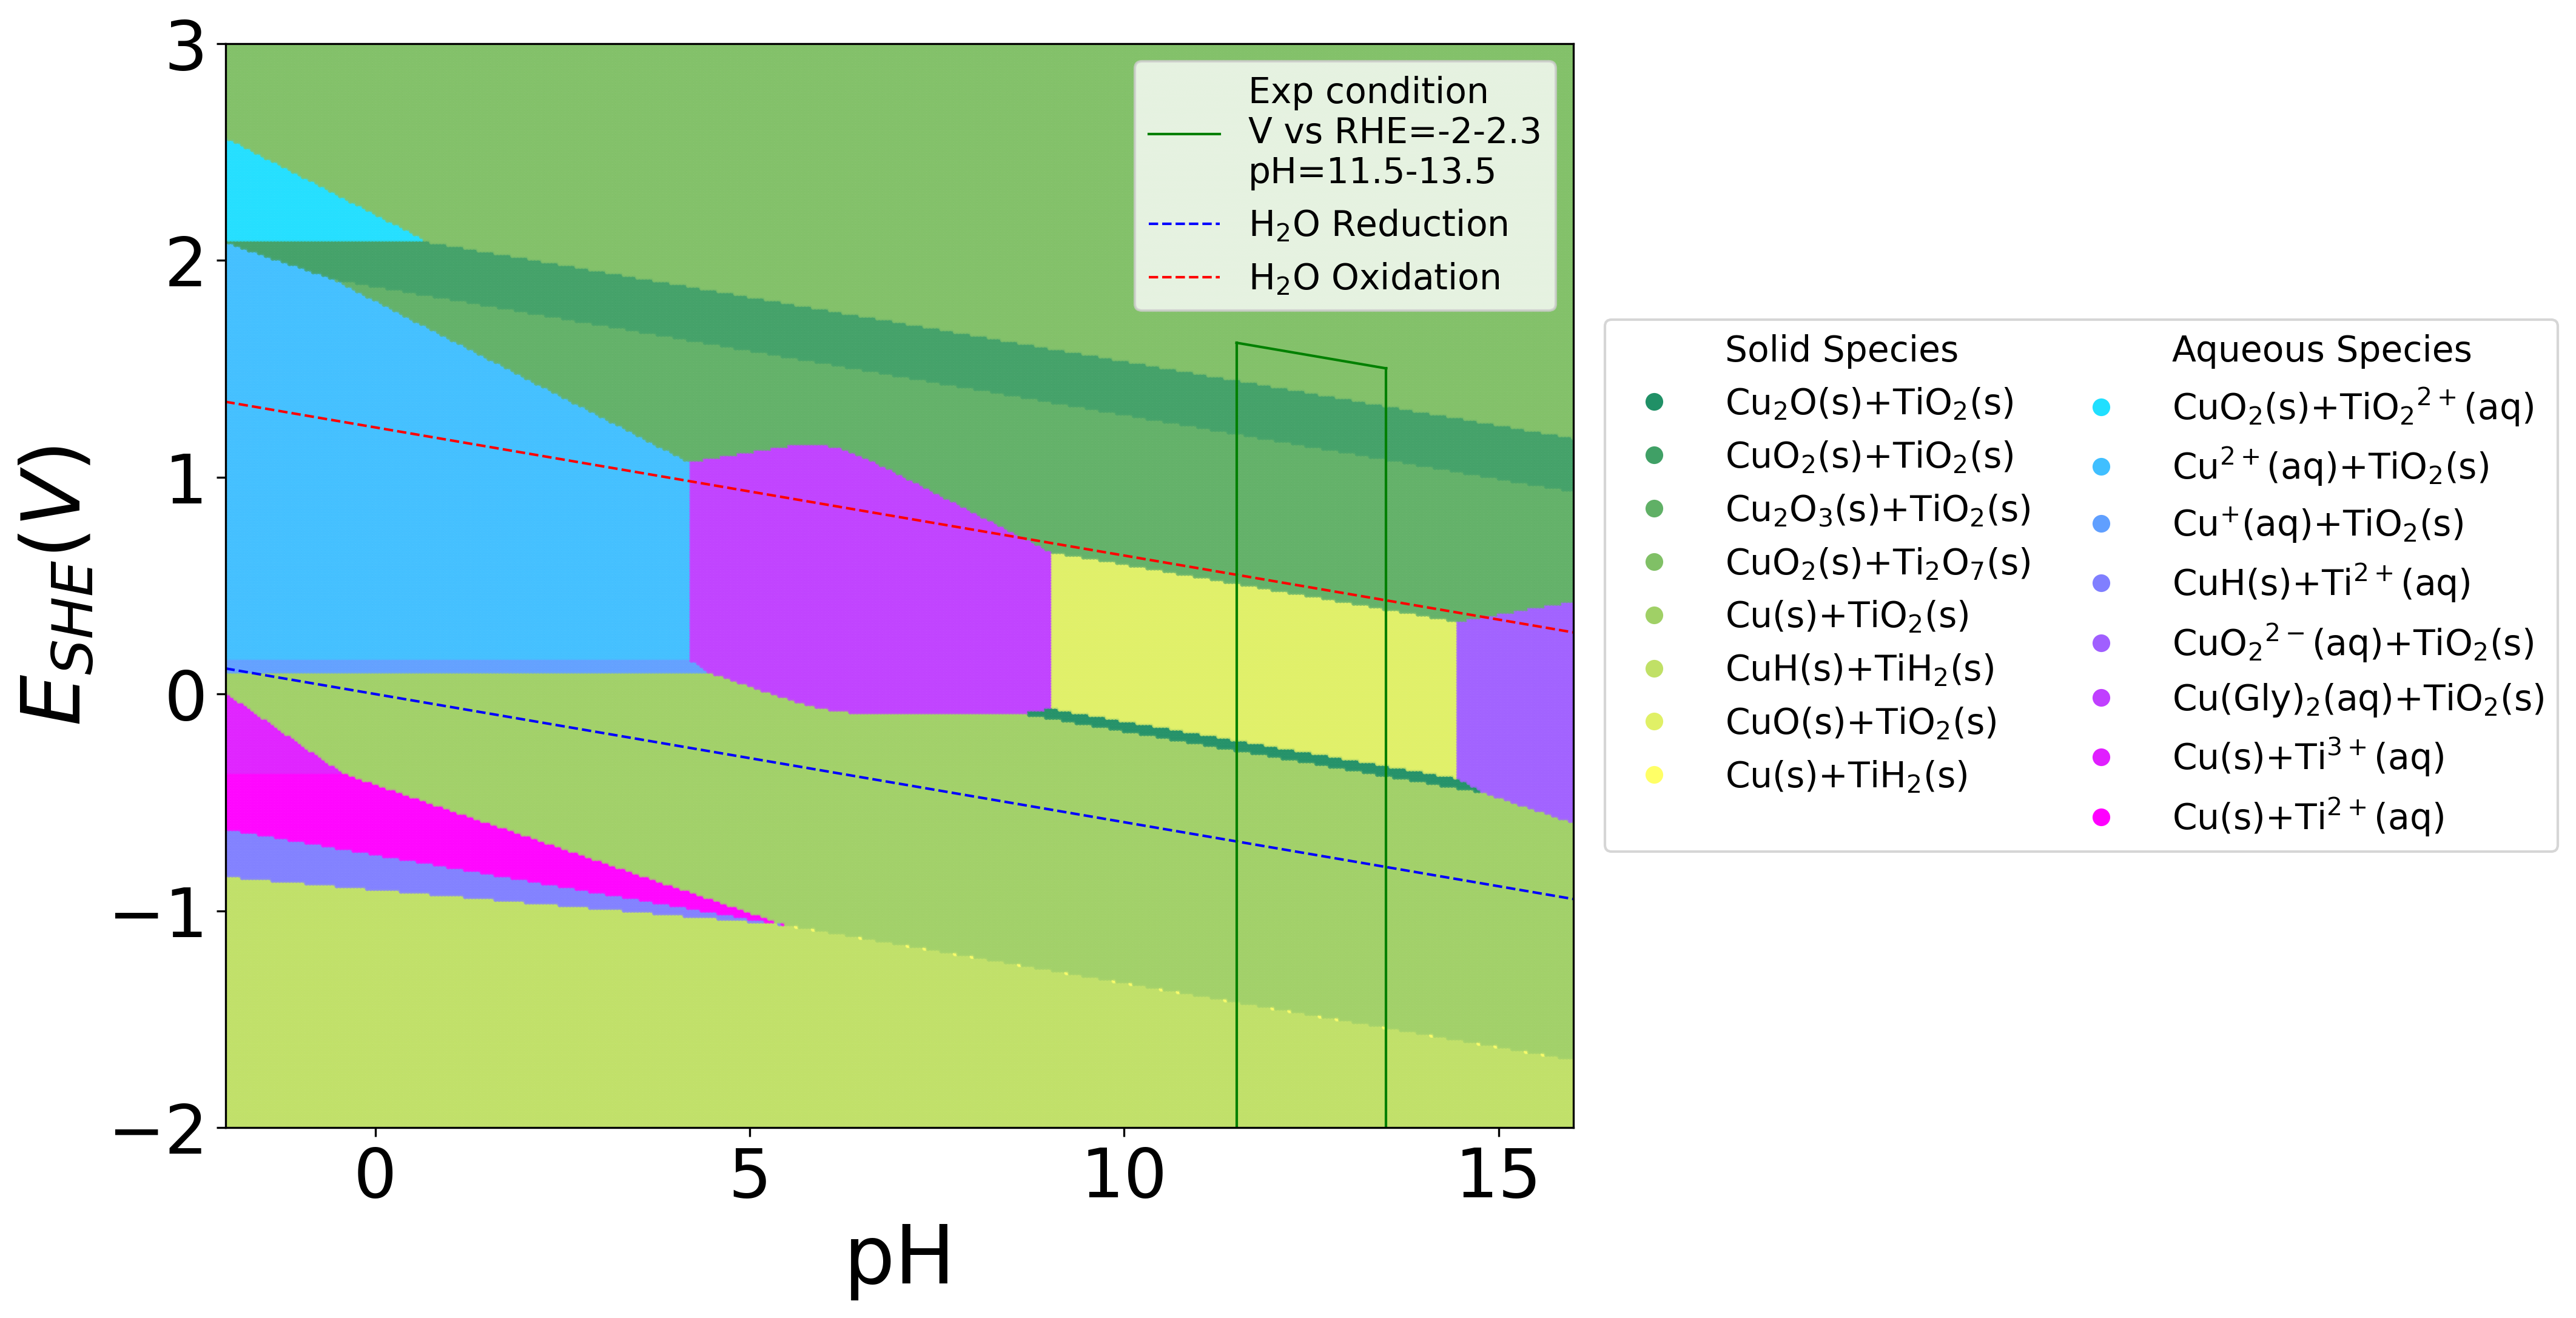 3
2
1
0
−1
−2
E_SHE(V)
0
5
10
15
pH
Exp condition
V vs RHE=-2-2.3
pH=11.5-13.5
H₂O Reduction
H₂O Oxidation
Solid Species
Cu₂O(s)+TiO₂(s)
CuO₂(s)+TiO₂(s)
Cu₂O₃(s)+TiO₂(s)
CuO₂(s)+Ti₂O₇(s)
Cu(s)+TiO₂(s)
CuH(s)+TiH₂(s)
CuO(s)+TiO₂(s)
Cu(s)+TiH₂(s)
Aqueous Species
CuO₂(s)+TiO₂²⁺(aq)
Cu²⁺(aq)+TiO₂(s)
Cu⁺(aq)+TiO₂(s)
CuH(s)+Ti²⁺(aq)
CuO₂²⁻(aq)+TiO₂(s)
Cu(Gly)₂(aq)+TiO₂(s)
Cu(s)+Ti³⁺(aq)
Cu(s)+Ti²⁺(aq)